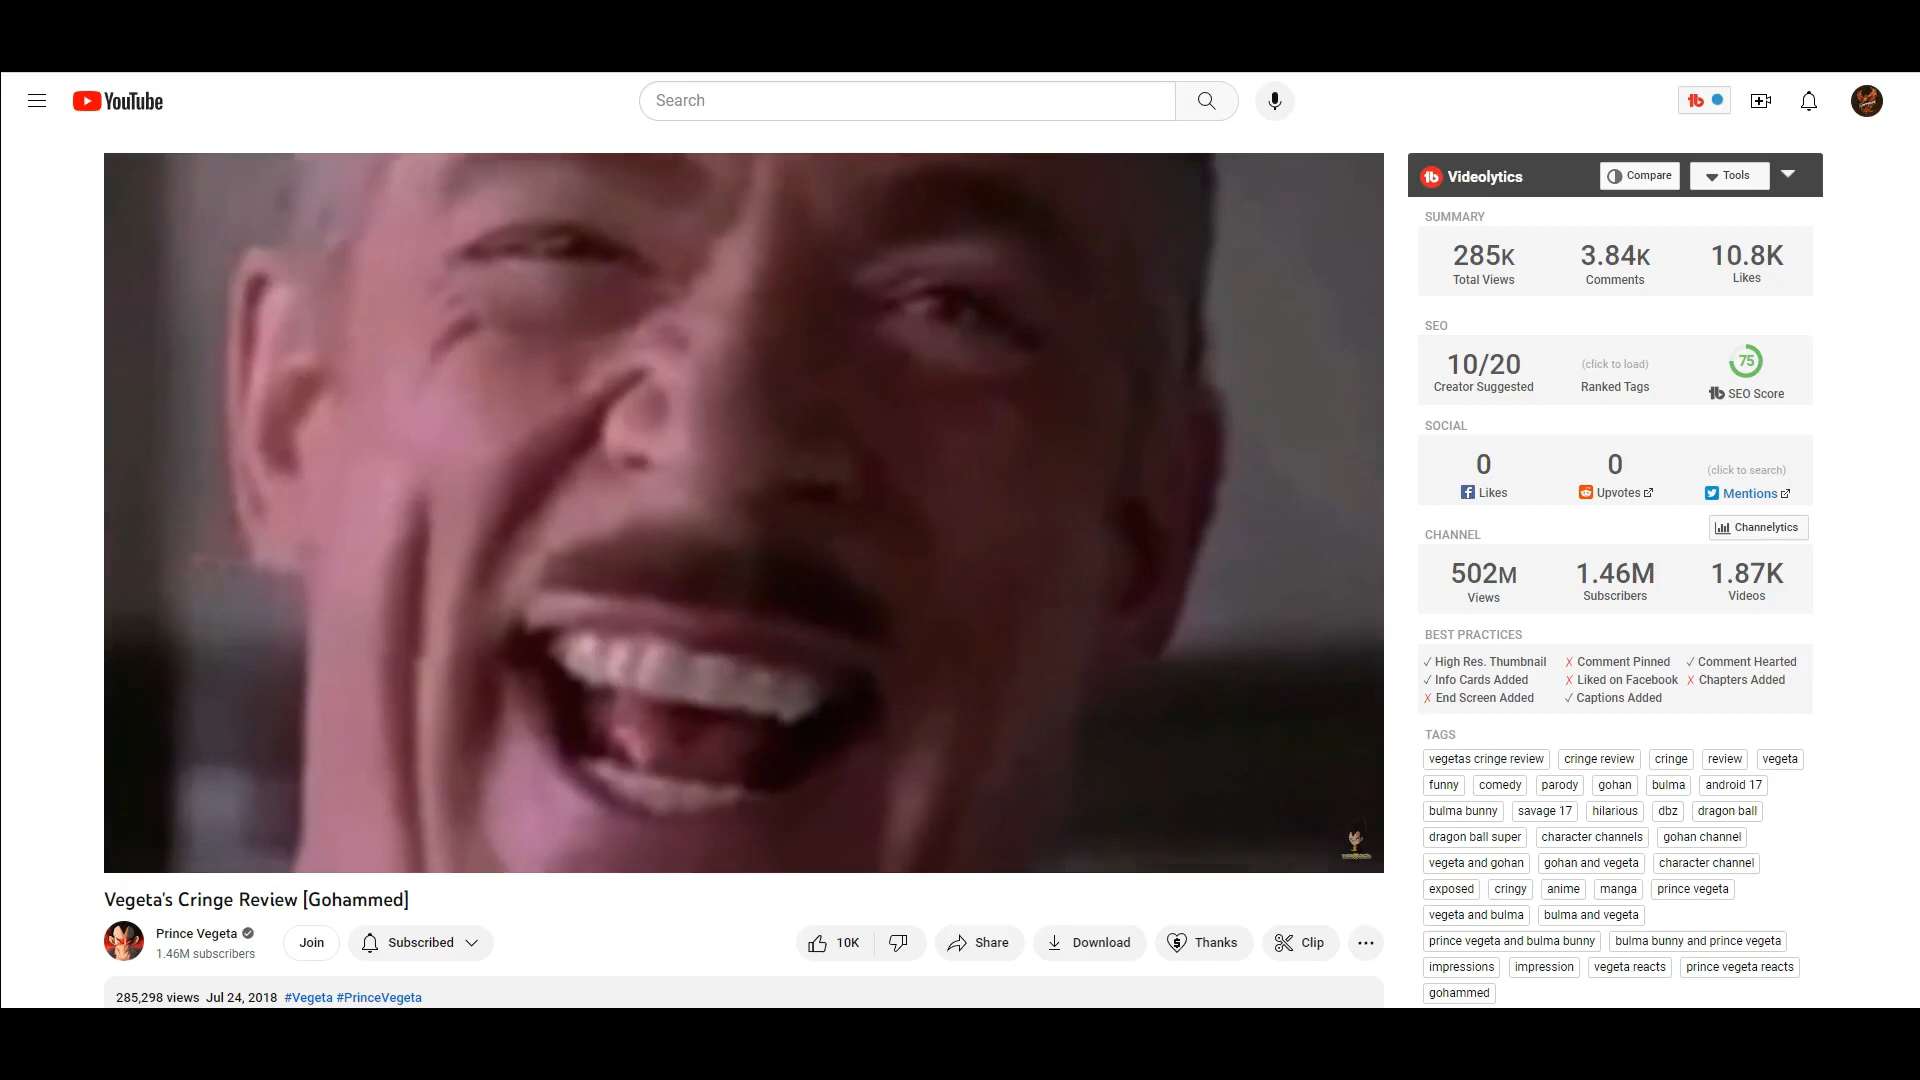 YouTube
Search
Videolytics
Compare
Tools
SUMMARY
285K
3.84K
10.8K
Total Views
Comments
Likes
SEO
10/20
(click to load)
75
Creator Suggested
Ranked Tags
SEO Score
SOCIAL
0
0
(click to search)
Likes
Upvotes
Mentions
CHANNEL
Channelytics
502M
1.46M
1.87K
Views
Subscribers
Videos
BEST PRACTICES
✓ High Res. Thumbnail ✗ Comment Pinned ✓ Comment Hearted
✓ Info Cards Added ✗ Liked on Facebook ✗ Chapters Added
✗ End Screen Added ✓ Captions Added
TAGS
vegetas cringe review cringe review cringe review vegeta
funny comedy parody gohan bulma android 17
bulma bunny savage 17 hilarious dbz dragon ball
dragon ball super character channels gohan channel
vegeta and gohan gohan and vegeta character channel
exposed cringy anime manga prince vegeta
vegeta and bulma bulma and vegeta
prince vegeta and bulma bunny bulma bunny and prince vegeta
impressions impression vegeta reacts prince vegeta reacts
gohammed
Vegeta's Cringe Review [Gohammed]
Prince Vegeta
1.46M subscribers
Join
Subscribed
10K
Share
Download
Thanks
Clip
285,298 views Jul 24, 2018 #Vegeta #PrinceVegeta